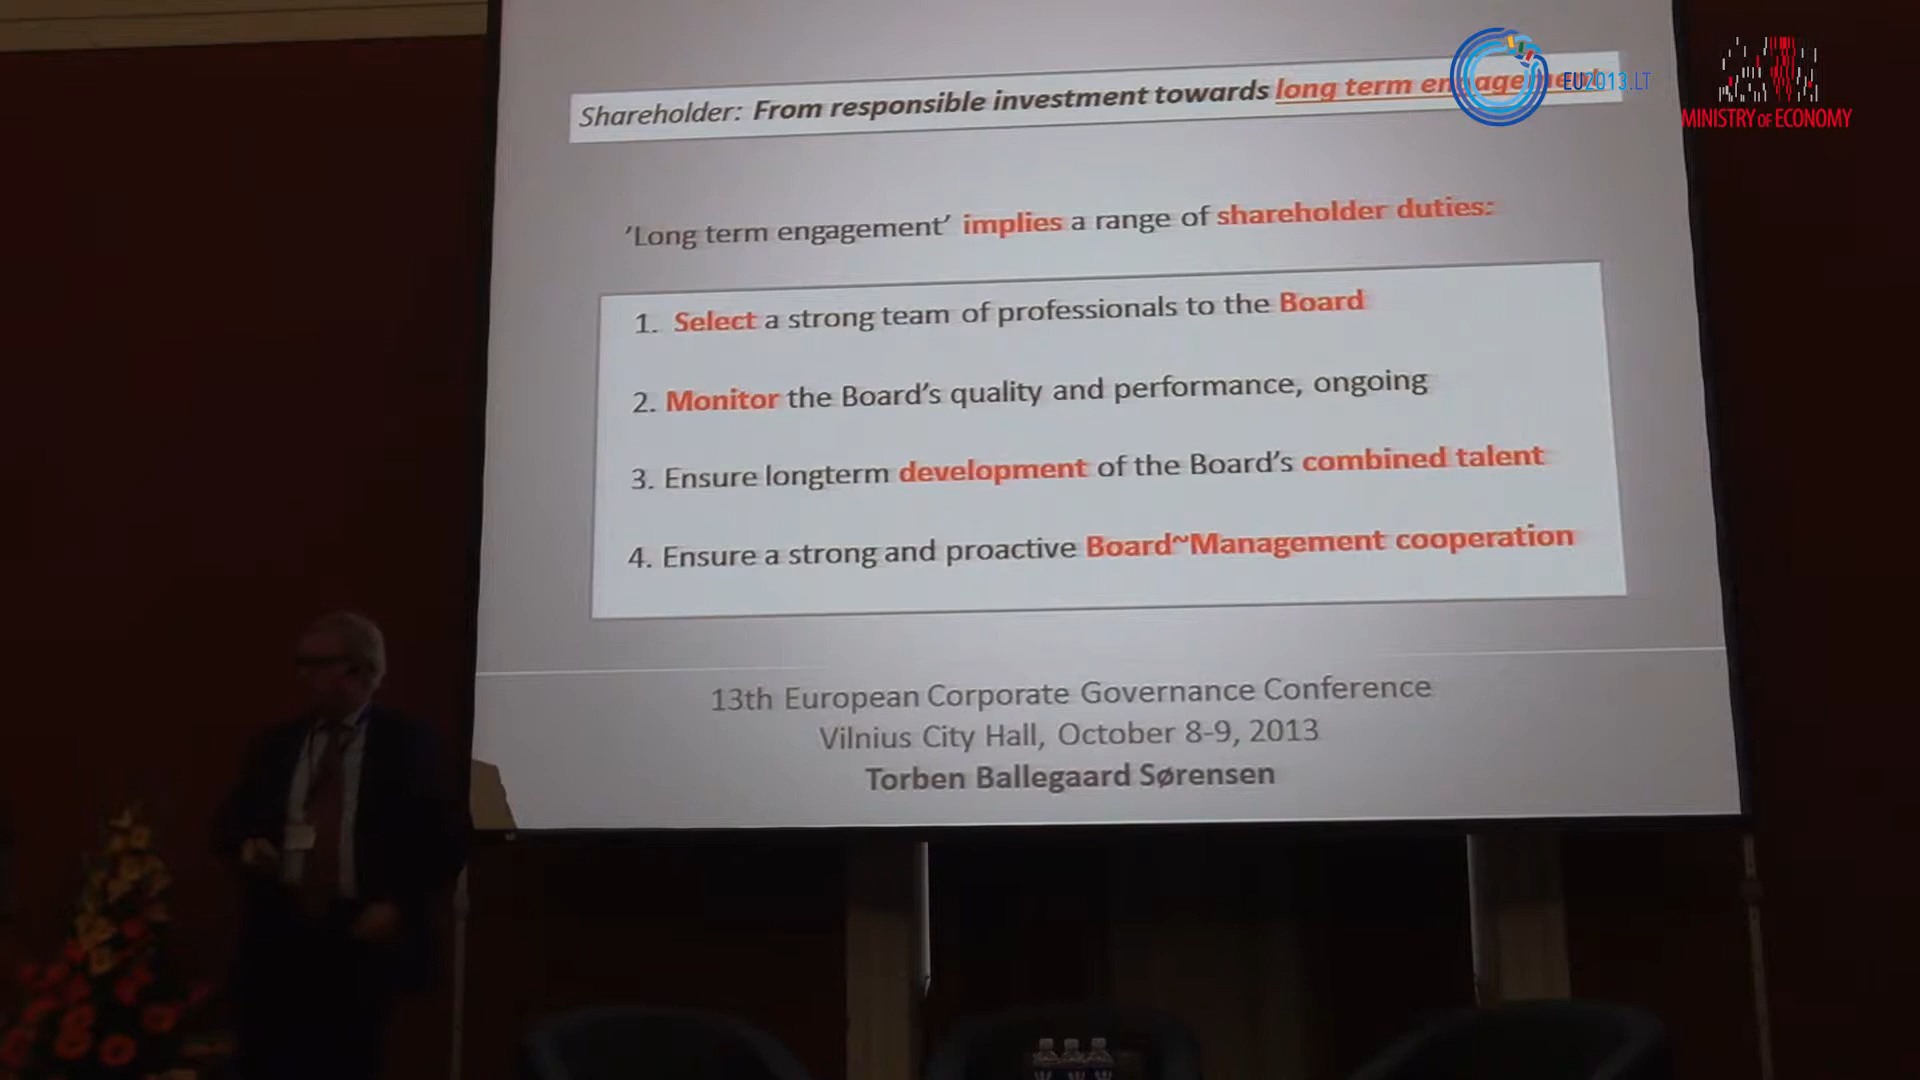 Shareholder: From responsible investment towards long term engagement
EU2013.LT
MINISTRY OF ECONOMY
’Long term engagement’ implies a range of shareholder duties:
1. Select a strong team of professionals to the Board
2. Monitor the Board’s quality and performance, ongoing
3. Ensure longterm development of the Board’s combined talent
4. Ensure a strong and proactive Board~Management cooperation
13th European Corporate Governance Conference
Vilnius City Hall, October 8-9, 2013
Torben Ballegaard Sørensen